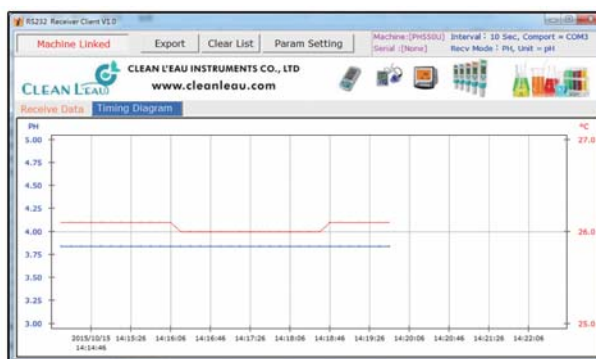 RS232 Receiver Client V1.0
Machine Linked
Export
Clear List
Param Setting
Machine:[PH550U]
Serial :[None]
Interval : 10 Sec, Comport = COM3
Recv Mode : PH, Unit = pH
CLEAN L'EAU
CLEAN L'EAU INSTRUMENTS CO., LTD
www.cleanleau.com
Receive Data
Timing Diagram
PH
°C
5.00
27.0
4.75
4.50
4.25
4.00
26.0
3.75
3.50
3.25
3.00
25.0
2015/10/15 14:15:26 14:16:06 14:16:46 14:17:26 14:18:06 14:18:46 14:19:26 14:20:06 14:20:46 14:21:26 14:22:06
14:14:46